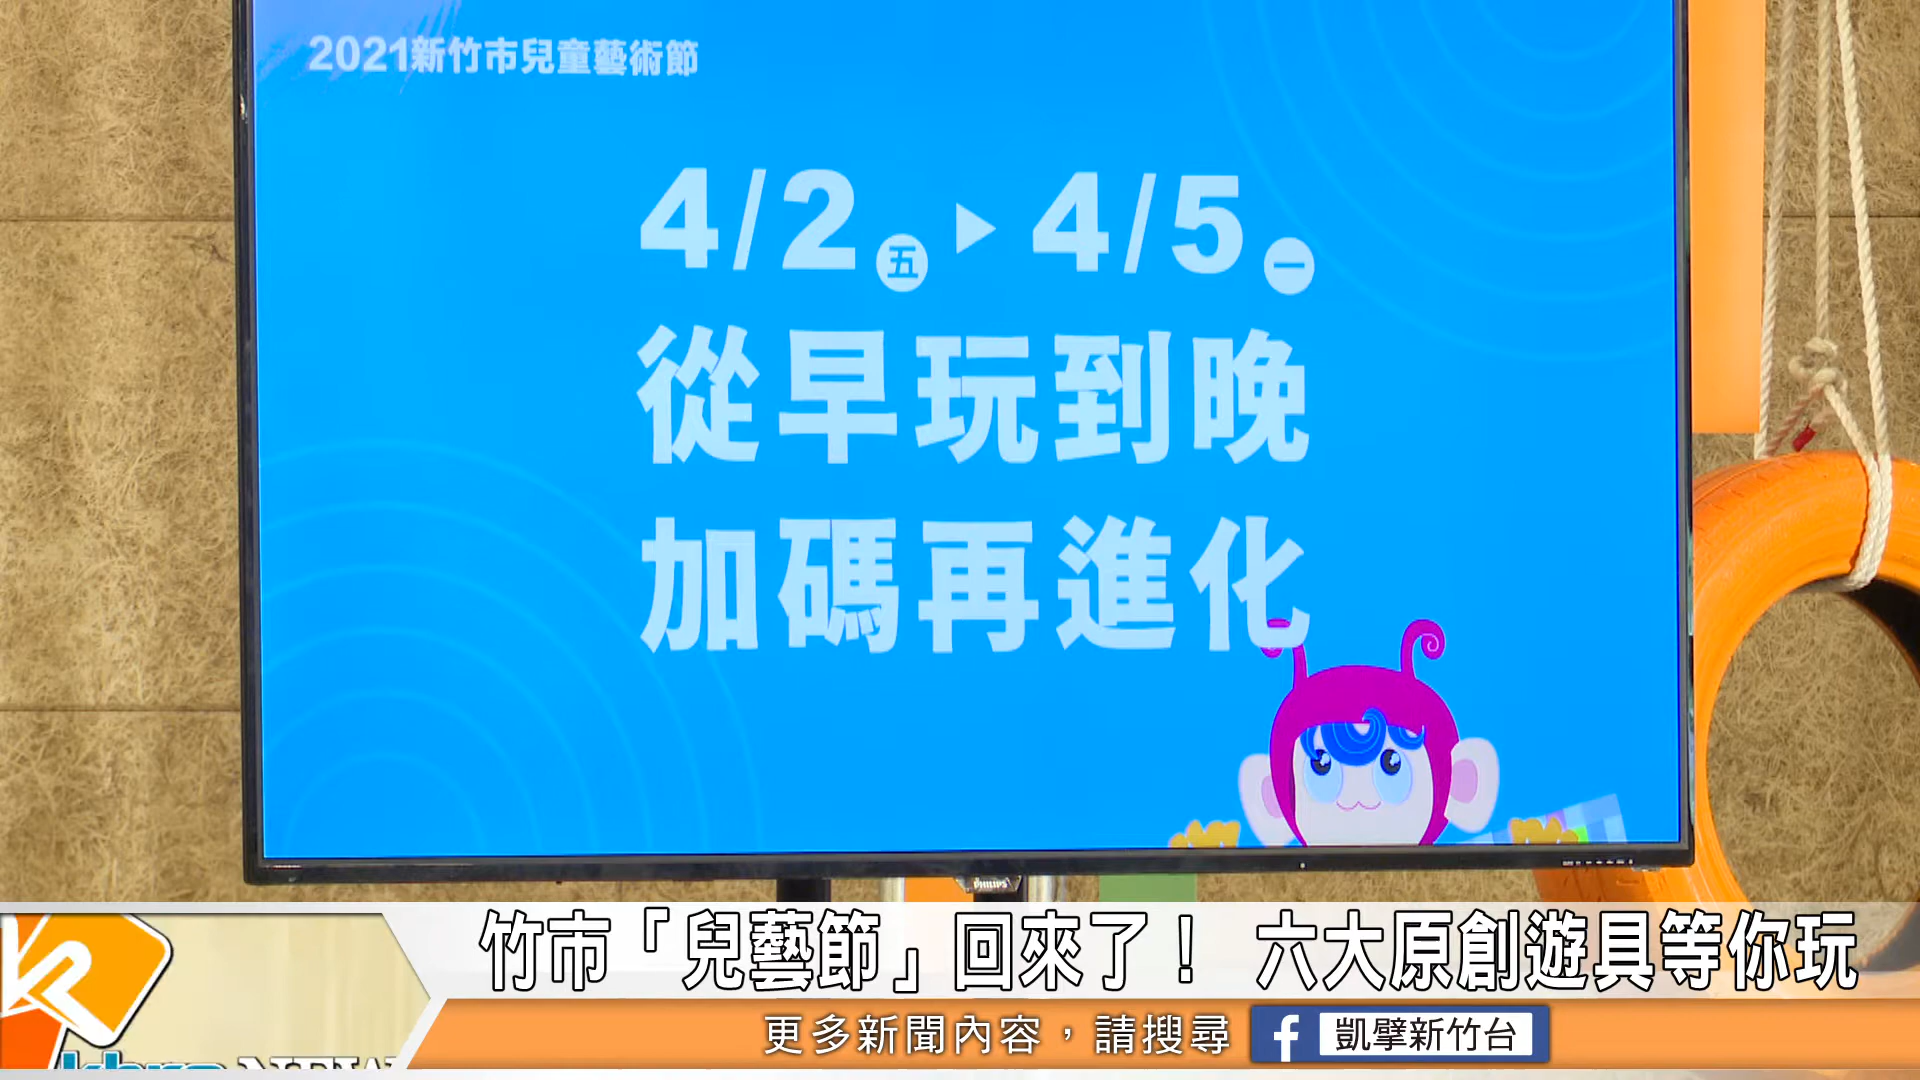 2021新竹市兒童藝術節
4/2 五 ▶ 4/5 一
從早玩到晚
加碼再進化
PHILIPS
竹市「兒藝節」回來了！ 六大原創遊具等你玩
更多新聞內容，請搜尋 f 凱擘新竹台
kbro NEW